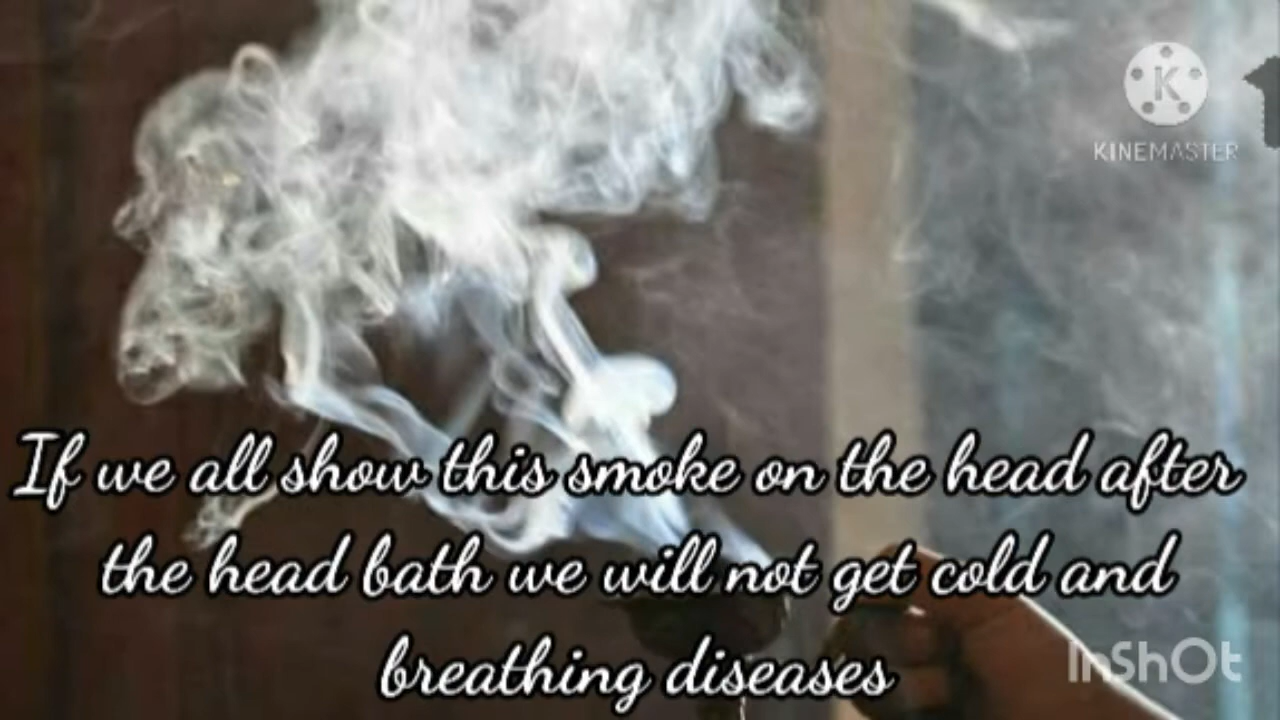 K
KINEMASTER
If we all show this smoke on the head after
the head bath we will not get cold and
breathing diseases
InShOt